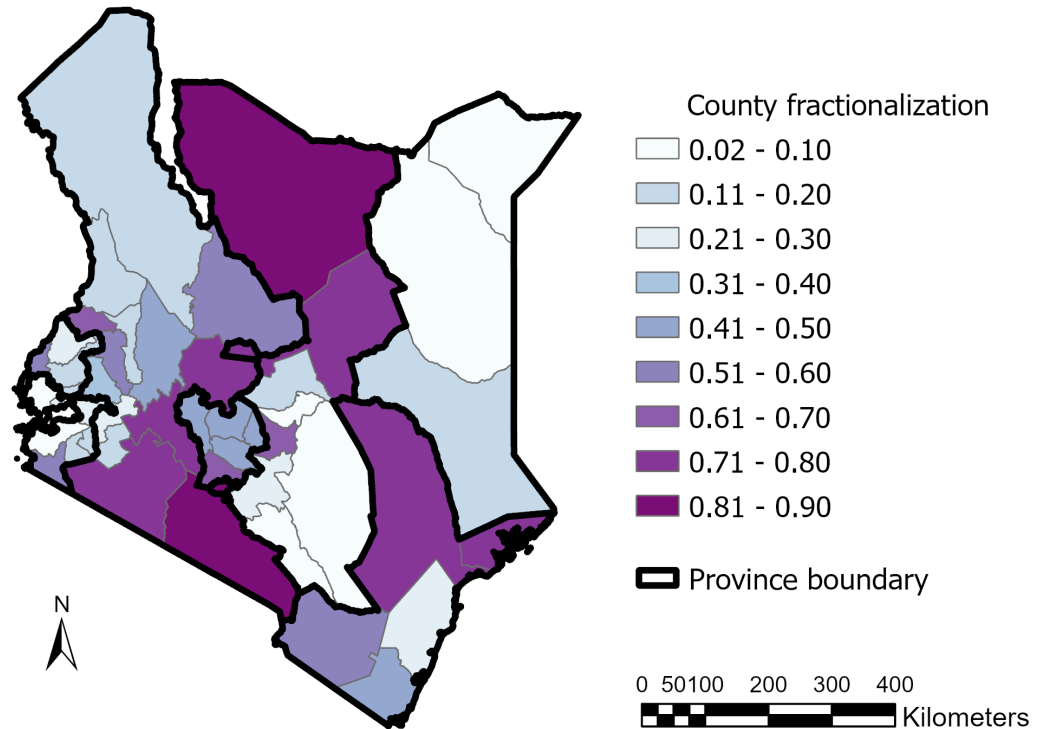 County fractionalization
0.02 - 0.10
0.11 - 0.20
0.21 - 0.30
0.31 - 0.40
0.41 - 0.50
0.51 - 0.60
0.61 - 0.70
0.71 - 0.80
0.81 - 0.90
Province boundary
N
0 50 100 200 300 400
Kilometers